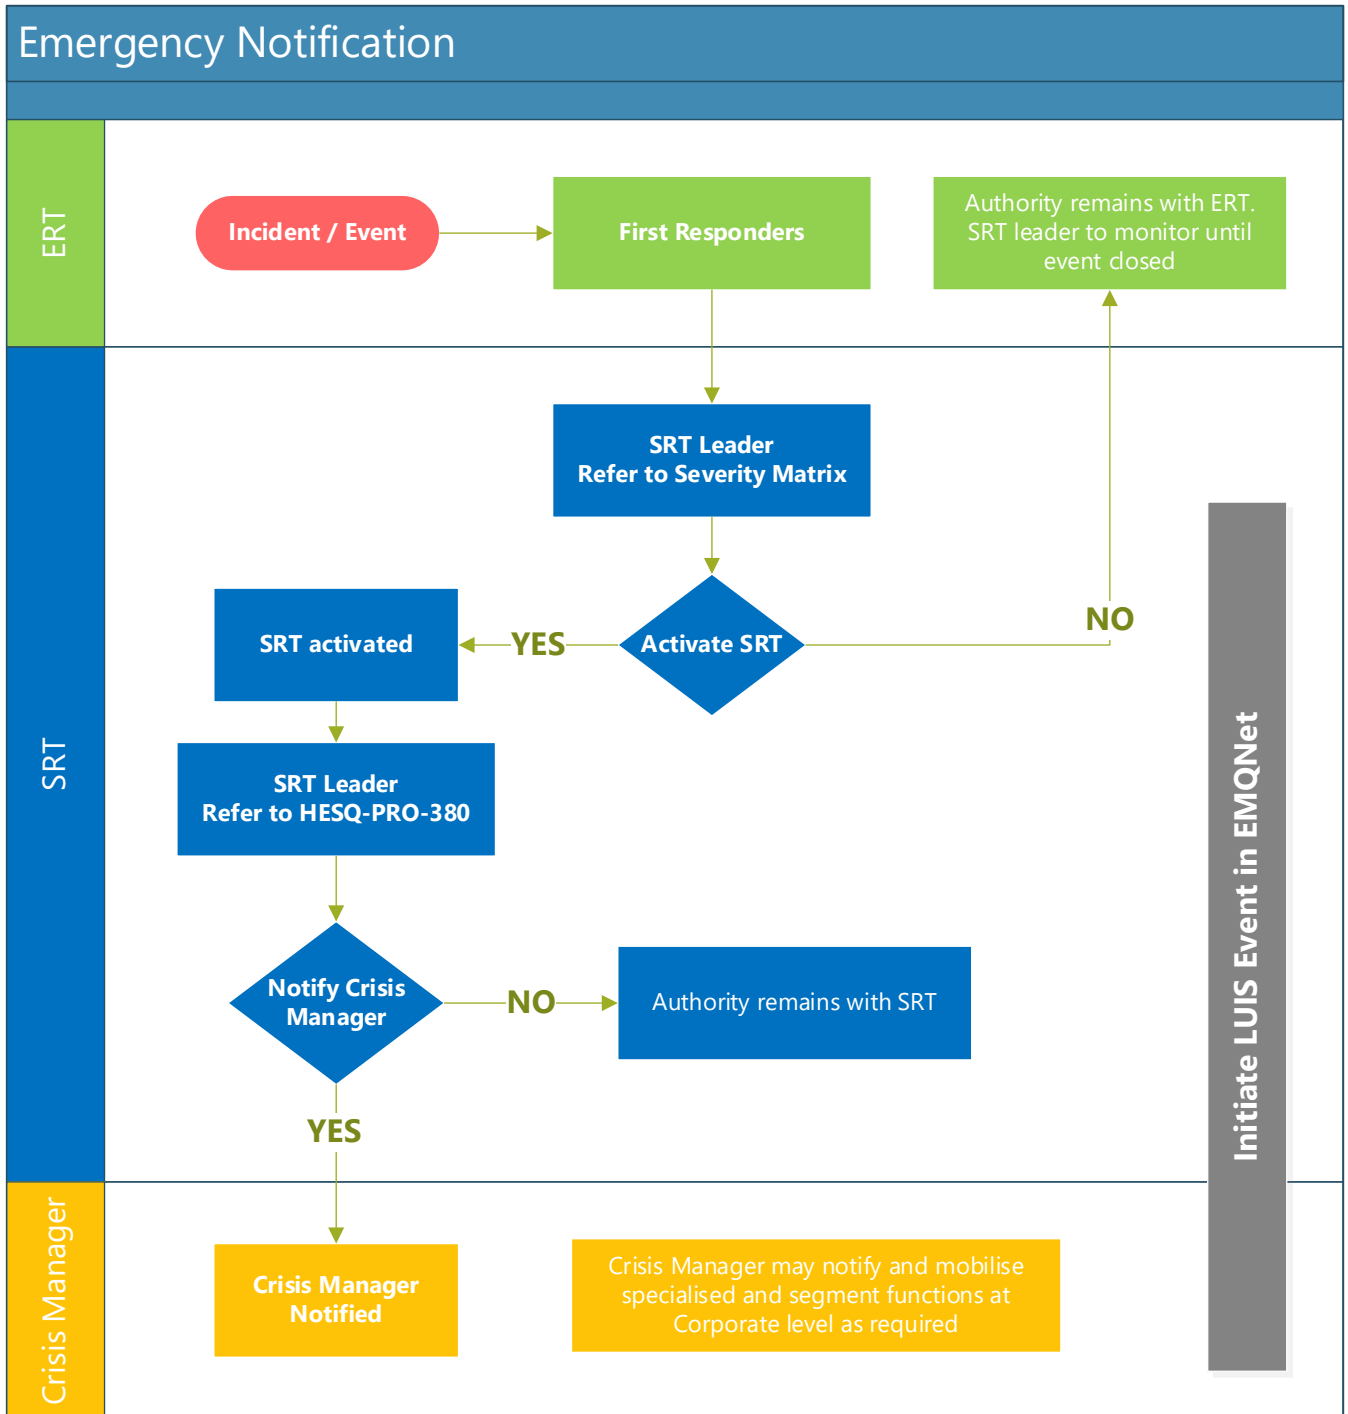 Emergency Notification
ERT
Incident / Event
First Responders
Authority remains with ERT.
SRT leader to monitor until
event closed
SRT
SRT Leader
Refer to Severity Matrix
Activate SRT
YES
NO
SRT activated
SRT Leader
Refer to HESQ-PRO-380
Notify Crisis
Manager
NO
Authority remains with SRT
YES
Initiate LUIS Event in EMQNet
Crisis Manager
Crisis Manager
Notified
Crisis Manager may notify and mobilise
specialised and segment functions at
Corporate level as required